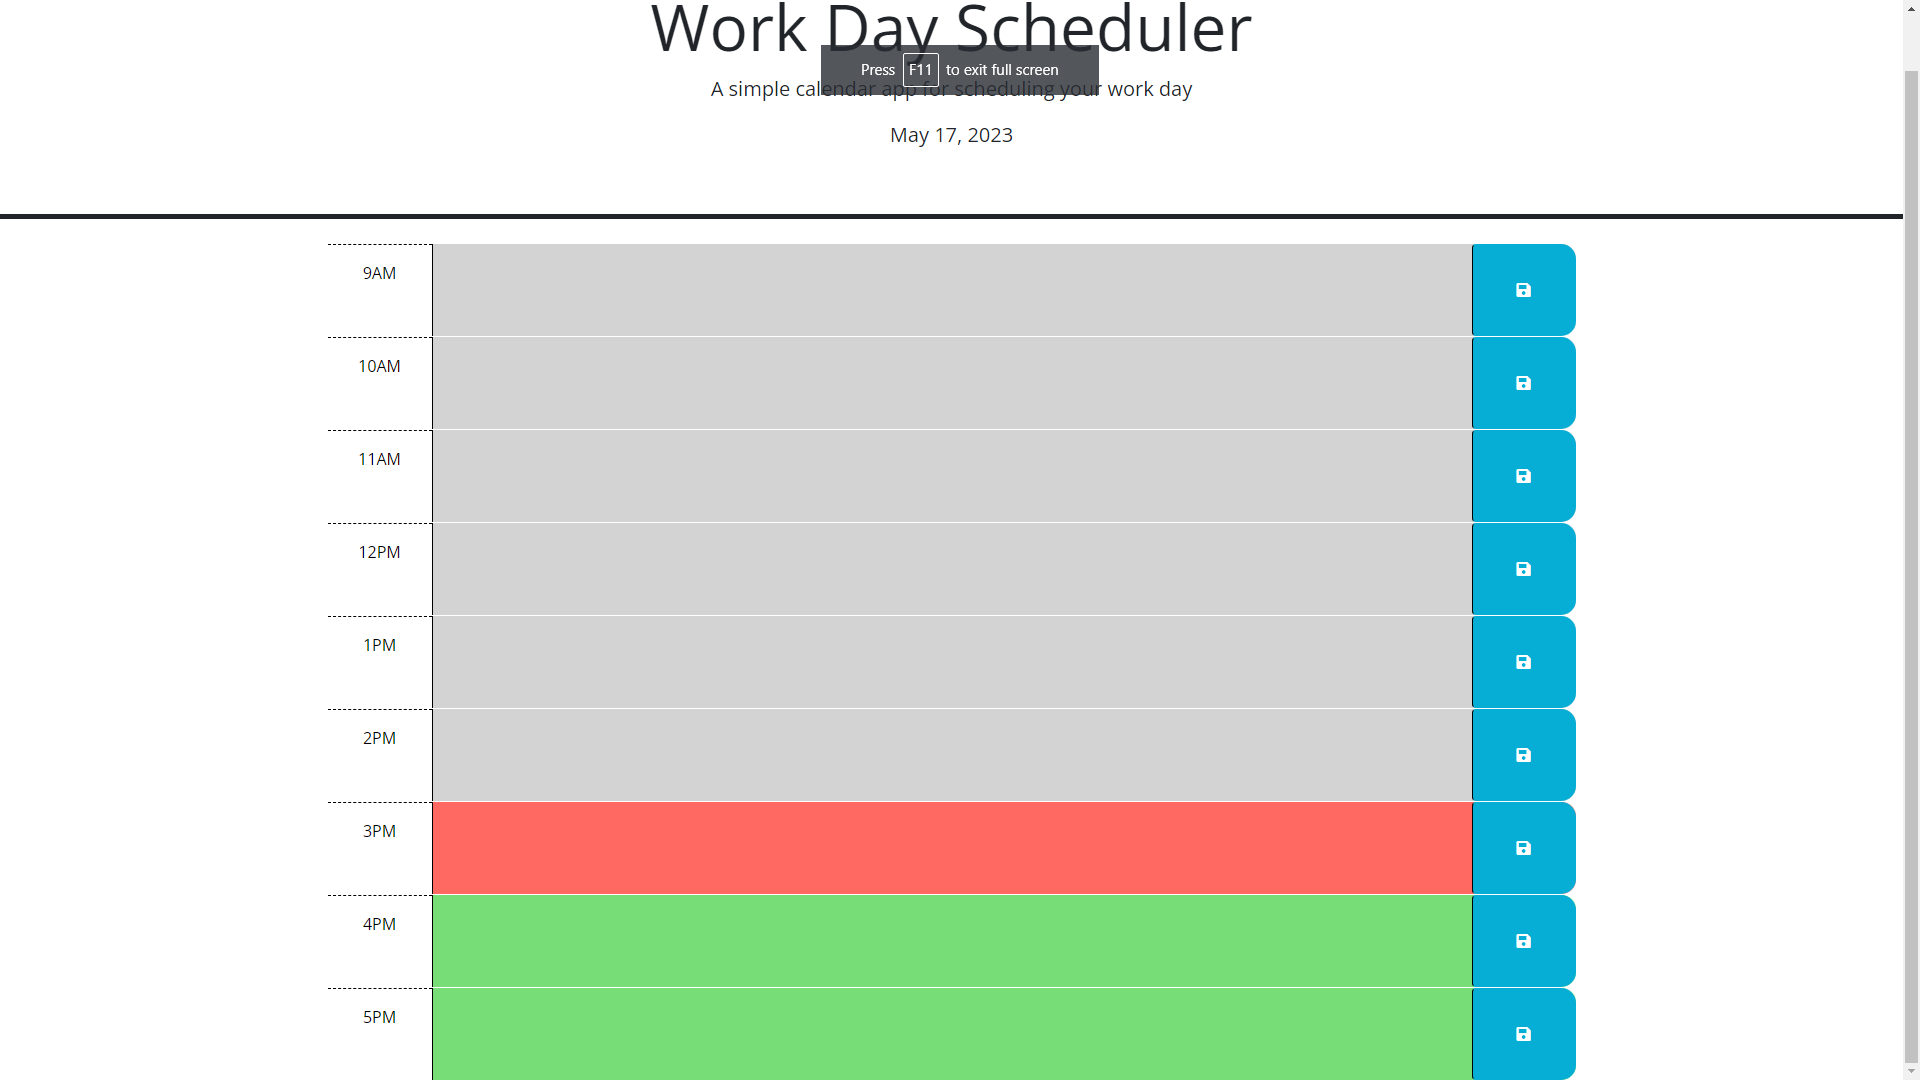 Work Day Scheduler
Press F11 to exit full screen
A simple calendar app for scheduling your work day
May 17, 2023
9AM
10AM
11AM
12PM
1PM
2PM
3PM
4PM
5PM